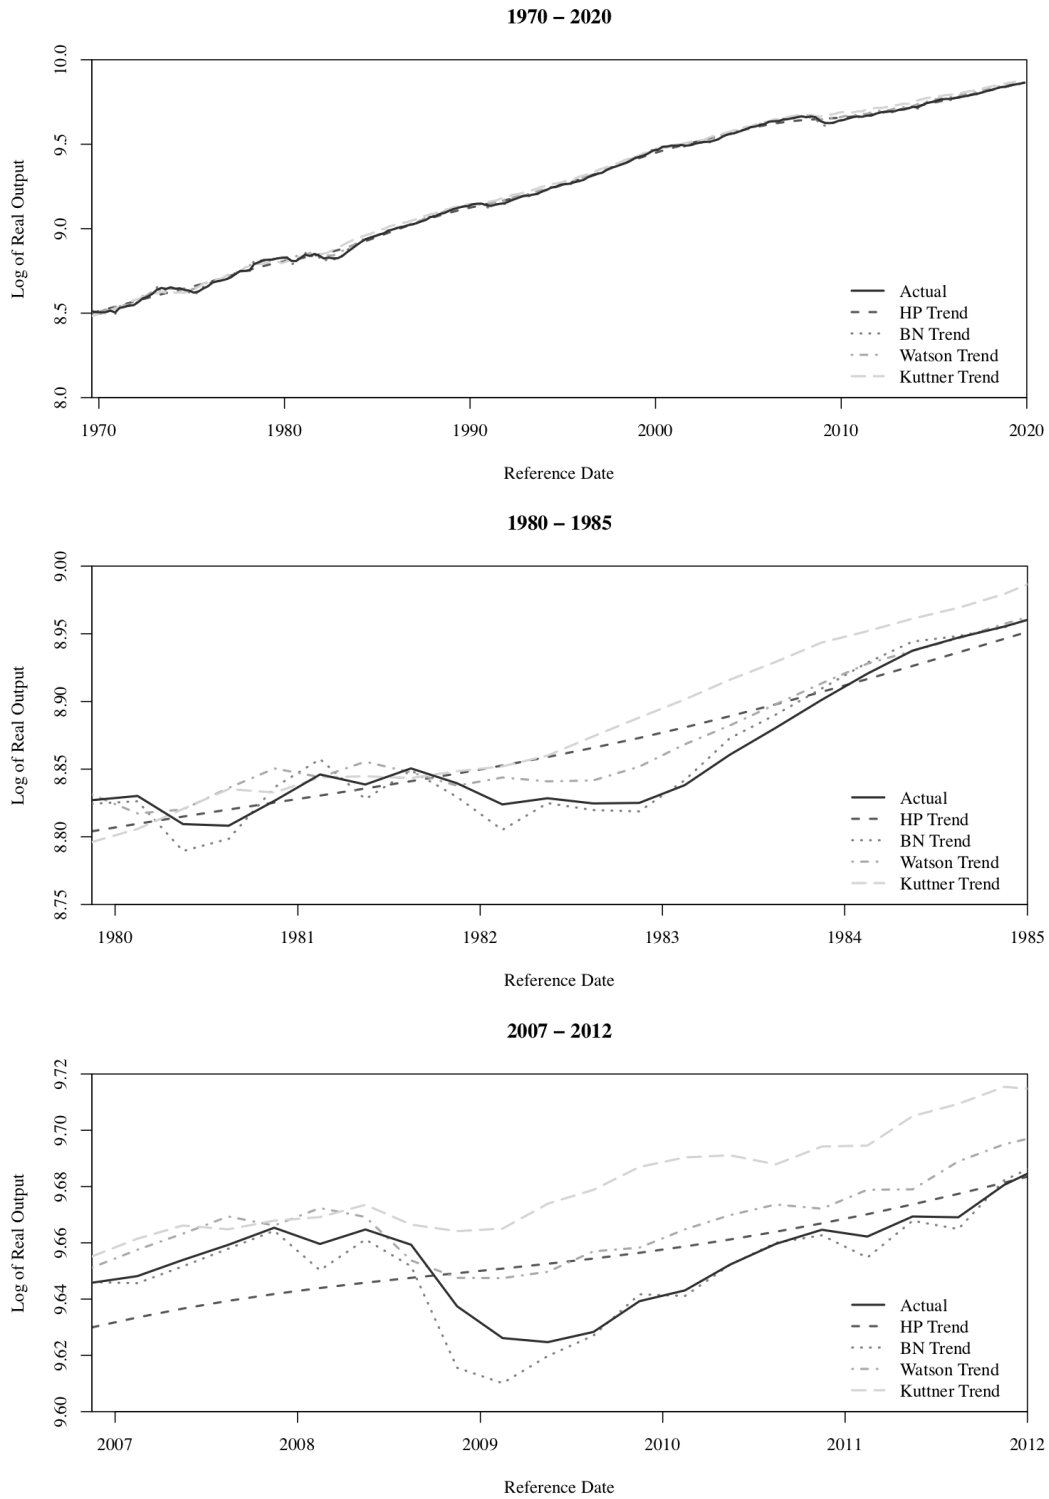 1970 − 2020
10.0
9.5
9.0
8.5
8.0
Log of Real Output
Actual
HP Trend
BN Trend
Watson Trend
Kuttner Trend
1970 1980 1990 2000 2010 2020
Reference Date
1980 − 1985
9.00
8.95
8.90
8.85
8.80
8.75
Log of Real Output
Actual
HP Trend
BN Trend
Watson Trend
Kuttner Trend
1980 1981 1982 1983 1984 1985
Reference Date
2007 − 2012
9.72
9.70
9.68
9.66
9.64
9.62
9.60
Log of Real Output
Actual
HP Trend
BN Trend
Watson Trend
Kuttner Trend
2007 2008 2009 2010 2011 2012
Reference Date